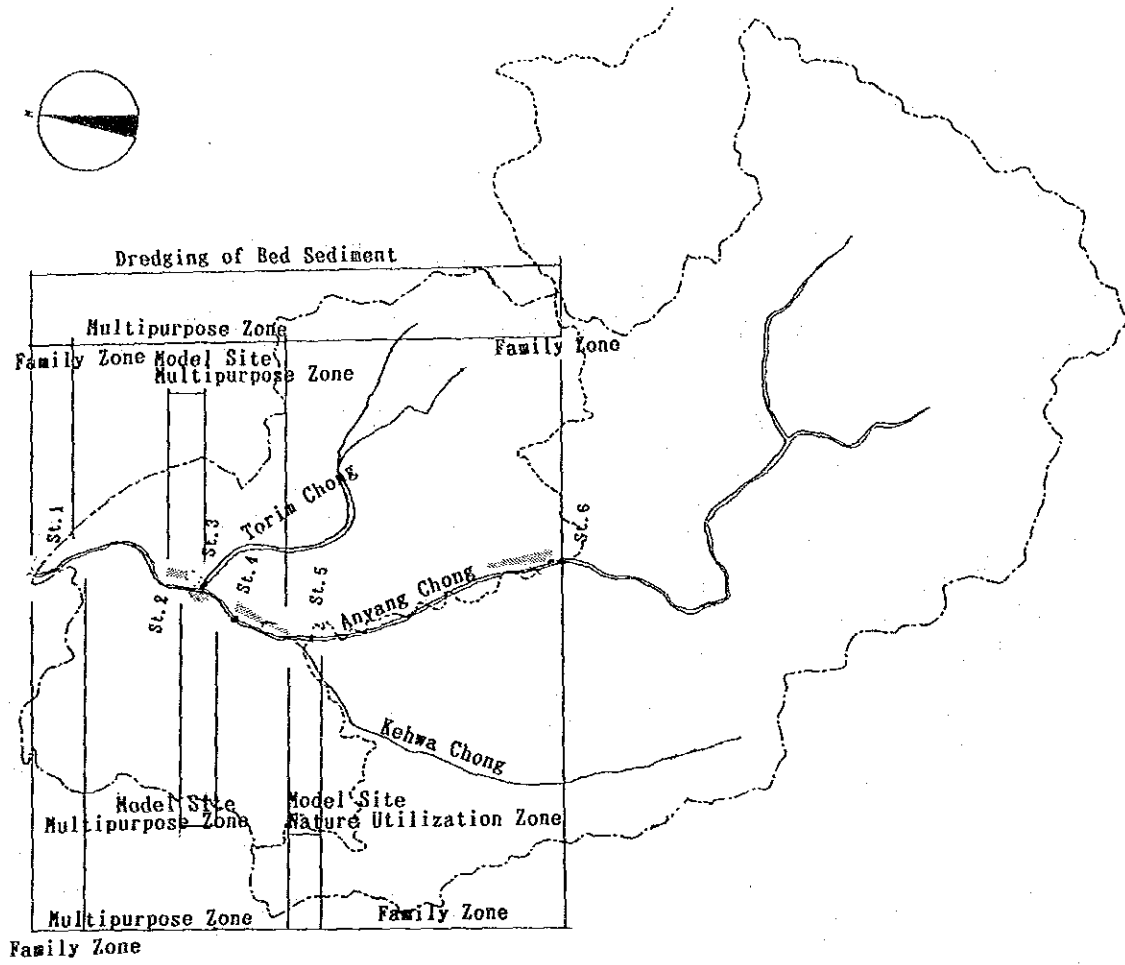 N
Dredging of Bed Sediment
Multipurpose Zone
Family Zone
Model Site
Multipurpose Zone
Family Zone
St.1
St.2
St.3
Torim Chong
St.4
St.5
Anyang Chong
St.6
Kehwa Chong
Model Site
Multipurpose Zone
Model Site
Nature Utilization Zone
Multipurpose Zone
Family Zone
Family Zone